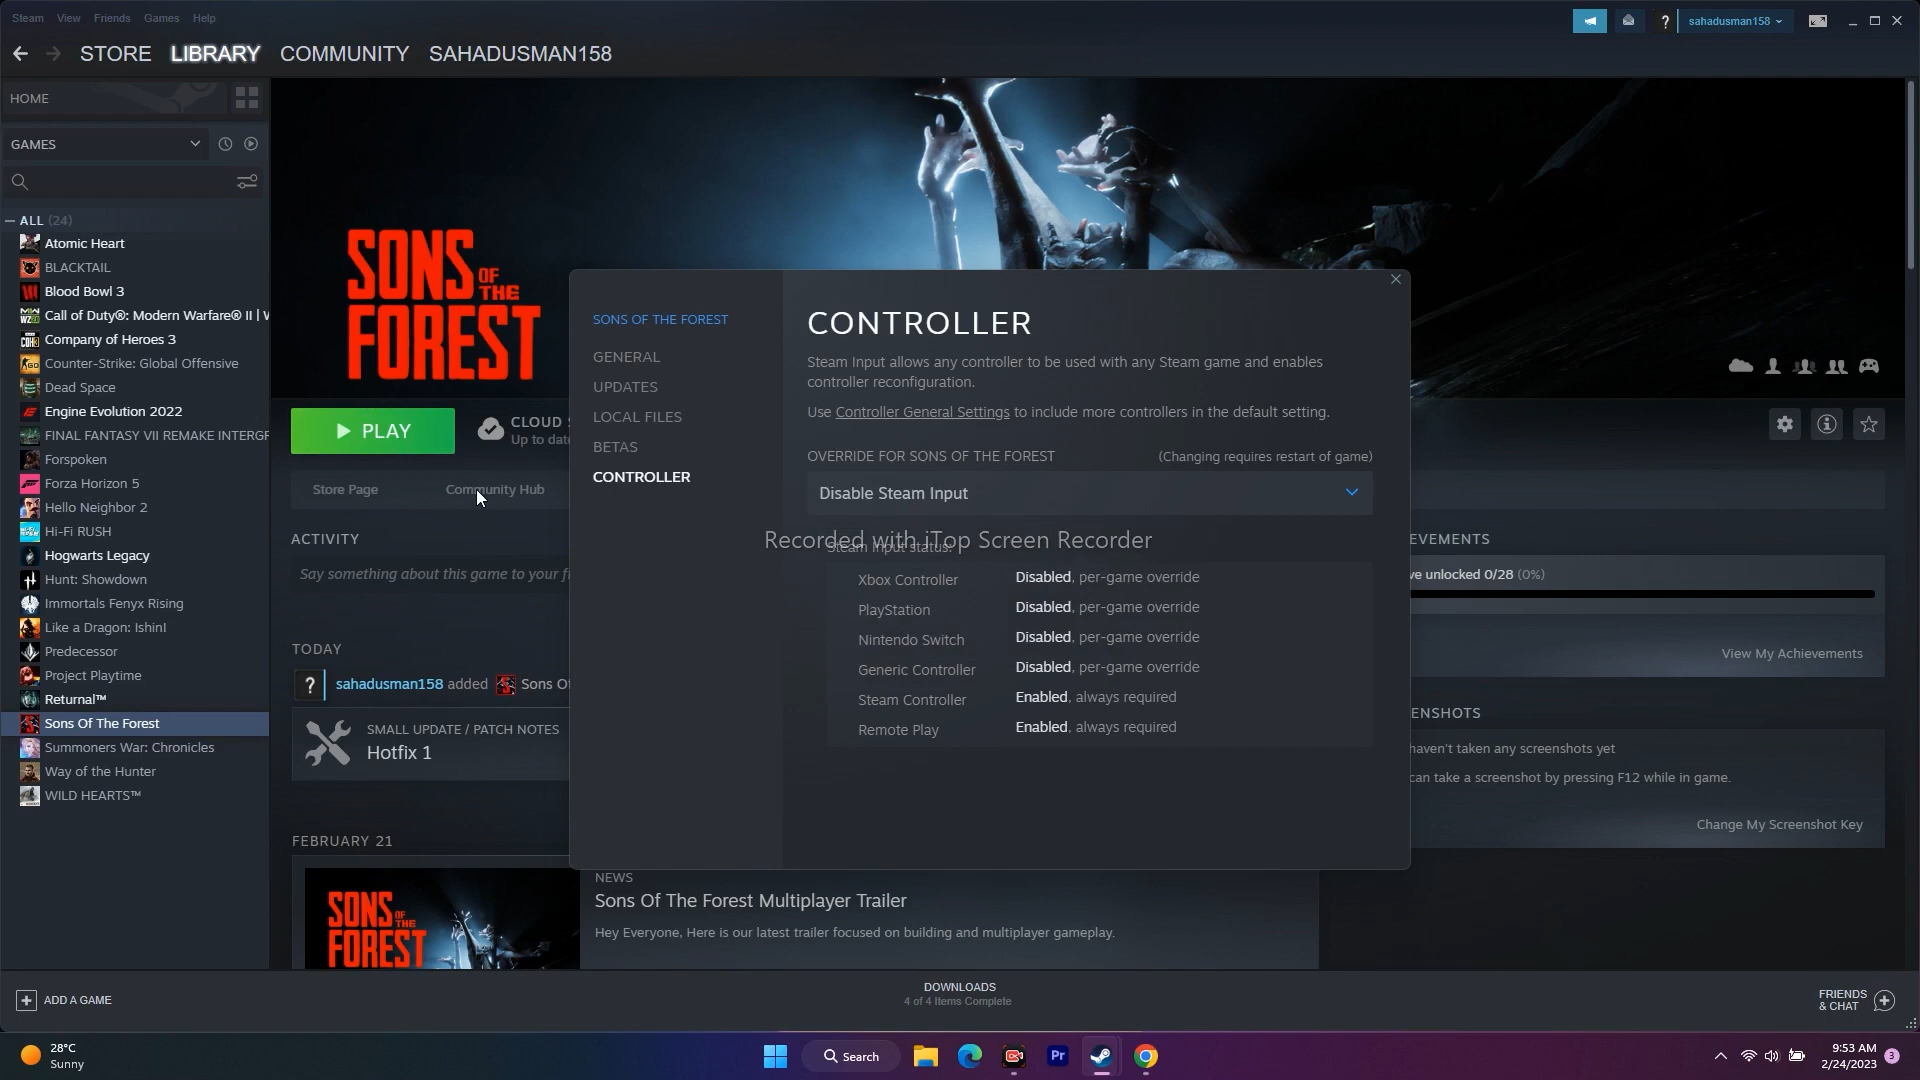 Steam View Friends Games Help
sahadusman158
STORE LIBRARY COMMUNITY SAHADUSMAN158
HOME
GAMES
ALL (24)
Atomic Heart
BLACKTAIL
Blood Bowl 3
Call of Duty®: Modern Warfare® II | W
Company of Heroes 3
Counter-Strike: Global Offensive
Dead Space
Engine Evolution 2022
FINAL FANTASY VII REMAKE INTERGR
Forspoken
Forza Horizon 5
Hello Neighbor 2
Hi-Fi RUSH
Hogwarts Legacy
Hunt: Showdown
Immortals Fenyx Rising
Like a Dragon: Ishin!
Predecessor
Project Playtime
Returnal™
Sons Of The Forest
Summoners War: Chronicles
Way of the Hunter
WILD HEARTS™
SONS OF THE FOREST
PLAY
CLOUD S
Up to date
Store Page Community Hub
ACTIVITY
Say something about this game to your f
TODAY
? sahadusman158 added Sons O
SMALL UPDATE / PATCH NOTES
Hotfix 1
FEBRUARY 21
SONS OF THE FOREST
NEWS
Sons Of The Forest Multiplayer Trailer
Hey Everyone, Here is our latest trailer focused on building and multiplayer gameplay.
SONS OF THE FOREST
GENERAL
UPDATES
LOCAL FILES
BETAS
CONTROLLER
CONTROLLER
Steam Input allows any controller to be used with any Steam game and enables
controller reconfiguration.
Use Controller General Settings to include more controllers in the default setting.
OVERRIDE FOR SONS OF THE FOREST (Changing requires restart of game)
Disable Steam Input
Recorded with iTop Screen Recorder
Steam Input status:
Xbox Controller Disabled, per-game override
PlayStation Disabled, per-game override
Nintendo Switch Disabled, per-game override
Generic Controller Disabled, per-game override
Steam Controller Enabled, always required
Remote Play Enabled, always required
EVEMENTS
ve unlocked 0/28 (0%)
View My Achievements
ENSHOTS
haven't taken any screenshots yet
can take a screenshot by pressing F12 while in game.
Change My Screenshot Key
ADD A GAME
DOWNLOADS
4 of 4 Items Complete
FRIENDS
& CHAT
28°C
Sunny
Search
Pr
9:53 AM
2/24/2023
3